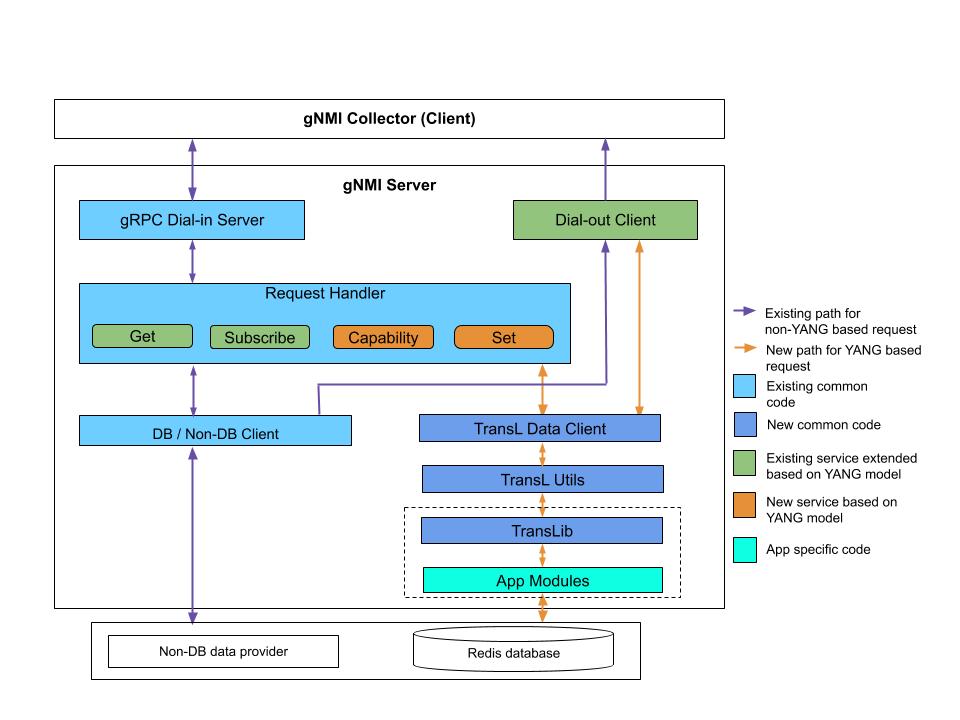 gNMI Collector (Client)
gNMI Server
gRPC Dial-in Server
Dial-out Client
Request Handler
Get
Subscribe
Capability
Set
DB / Non-DB Client
TransL Data Client
TransL Utils
TransLib
App Modules
Non-DB data provider
Redis database
Existing path for
non-YANG based request
New path for YANG based
request
Existing common
code
New common code
Existing service extended
based on YANG model
New service based on
YANG model
App specific code